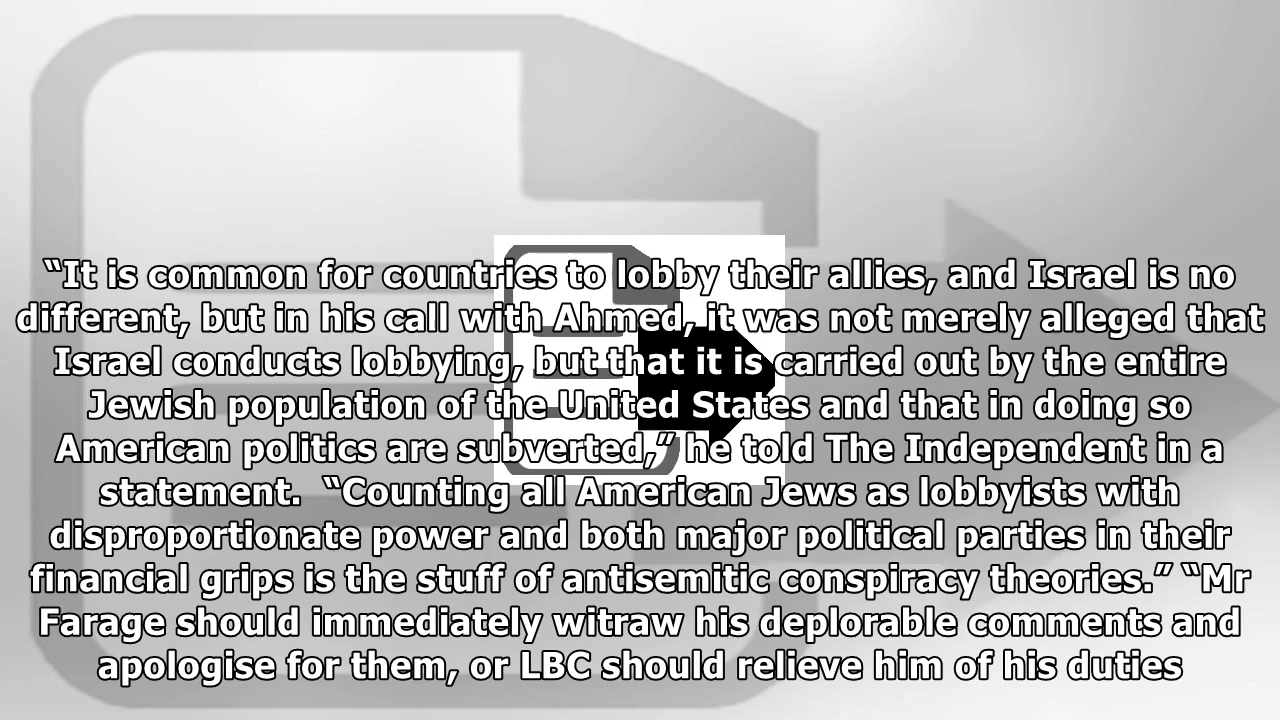 “It is common for countries to lobby their allies, and Israel is no
different, but in his call with Ahmed, it was not merely alleged that
Israel conducts lobbying, but that it is carried out by the entire
Jewish population of the United States and that in doing so
American politics are subverted,” he told The Independent in a
statement.  “Counting all American Jews as lobbyists with
disproportionate power and both major political parties in their
financial grips is the stuff of antisemitic conspiracy theories.” “Mr
Farage should immediately witraw his deplorable comments and
apologise for them, or LBC should relieve him of his duties